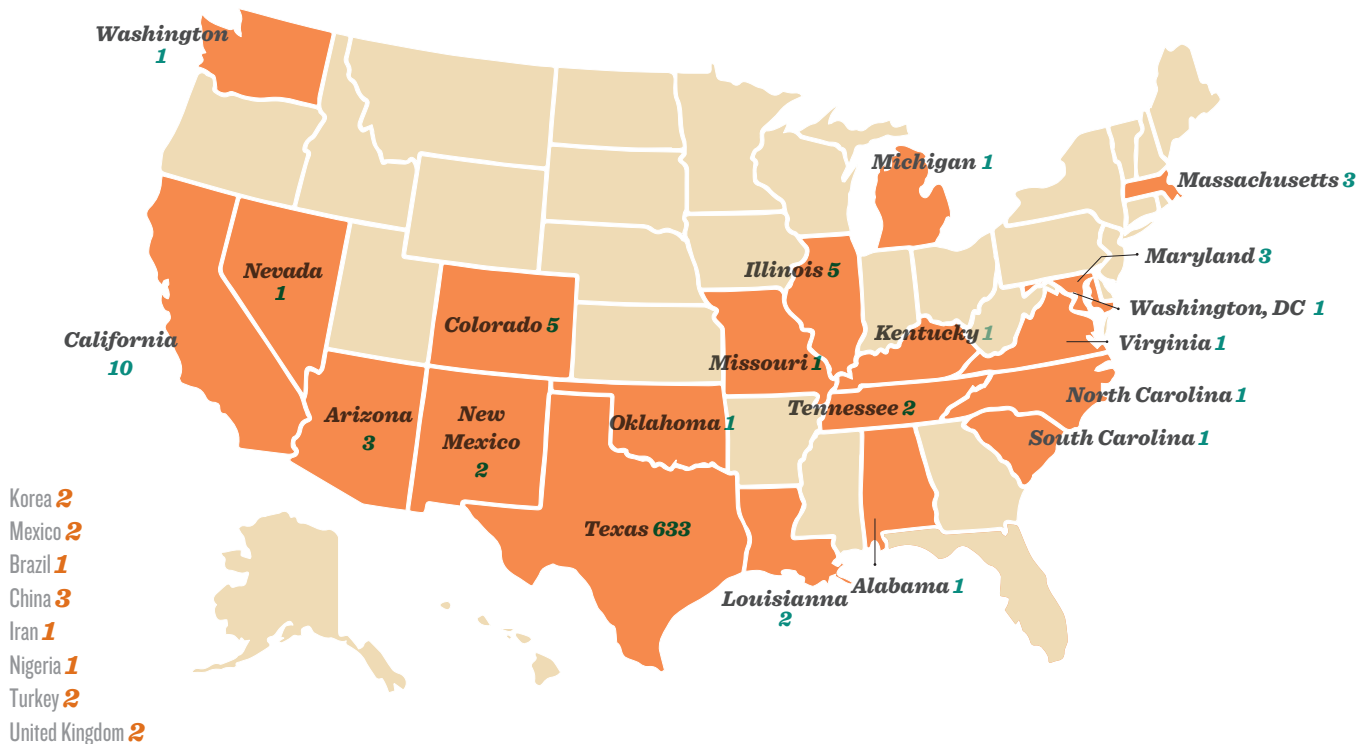 Washington
1
Michigan 1
Massachusetts 3
Maryland 3
Illinois 5
Nevada
1
Washington, DC 1
Colorado 5
Kentucky 1
California
10
Virginia 1
Missouri 1
North Carolina 1
Arizona
3
New
Mexico
2
Tennessee 2
Oklahoma 1
South Carolina 1
Texas 633
Louisianna
2
Alabama 1
Korea 2
Mexico 2
Brazil 1
China 3
Iran 1
Nigeria 1
Turkey 2
United Kingdom 2